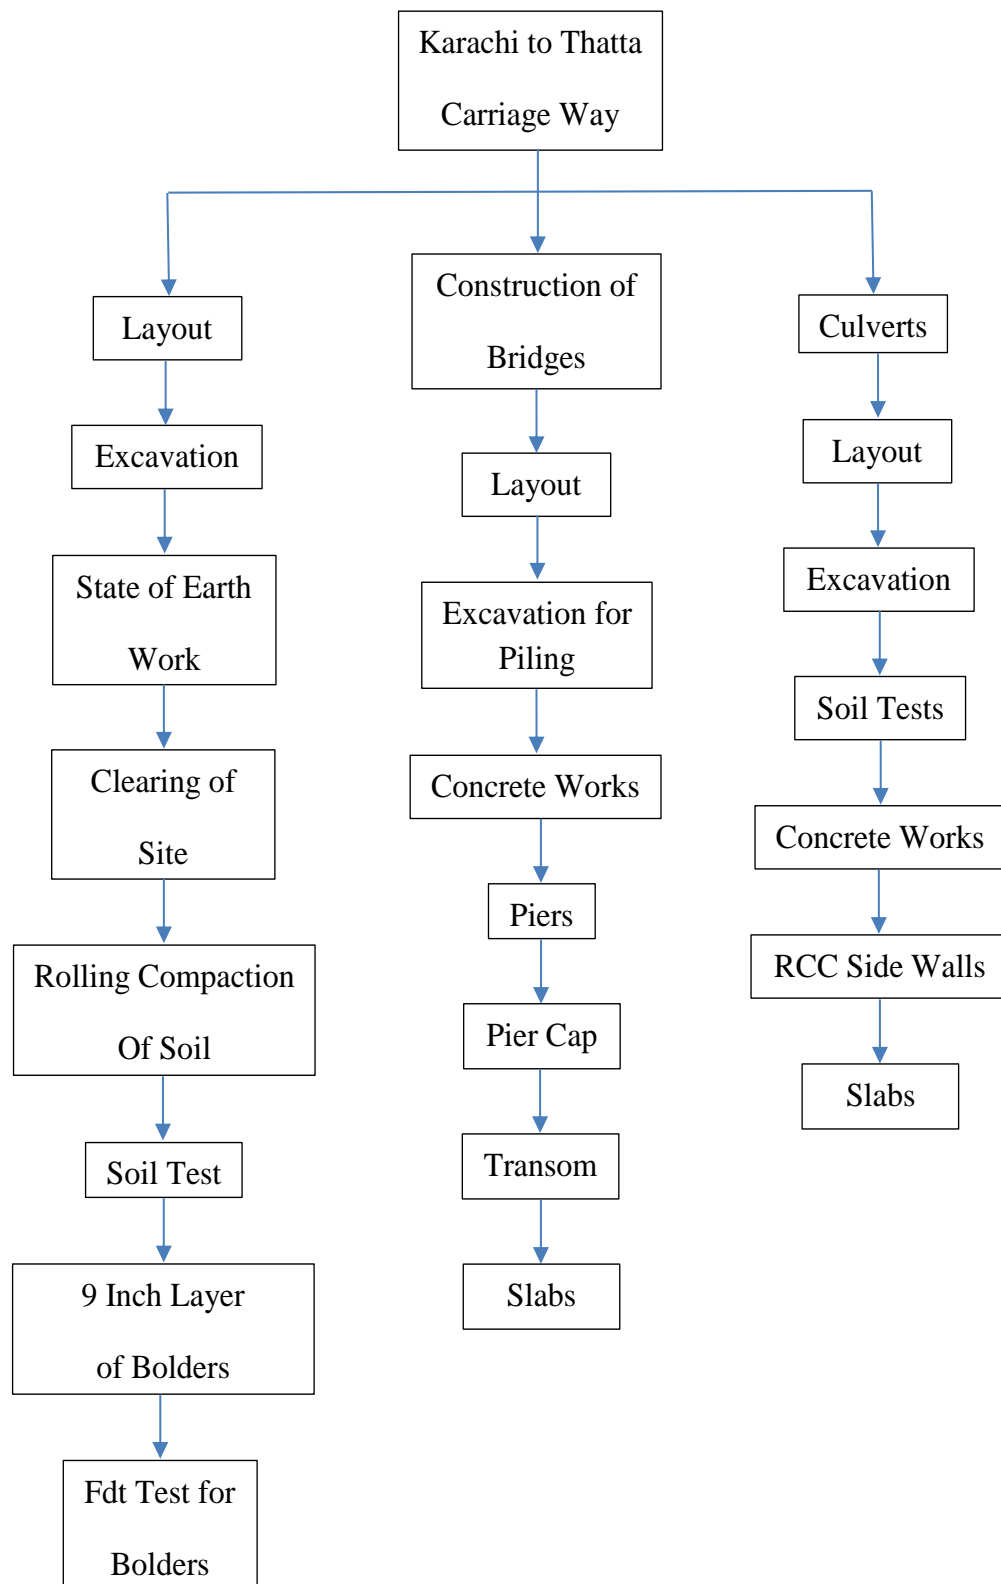 Karachi to Thatta
Carriage Way
Layout
Excavation
State of Earth
Work
Clearing of
Site
Rolling Compaction
Of Soil
Soil Test
9 Inch Layer
of Bolders
Fdt Test for
Bolders
Construction of
Bridges
Layout
Excavation for
Piling
Concrete Works
Piers
Pier Cap
Transom
Slabs
Culverts
Layout
Excavation
Soil Tests
Concrete Works
RCC Side Walls
Slabs